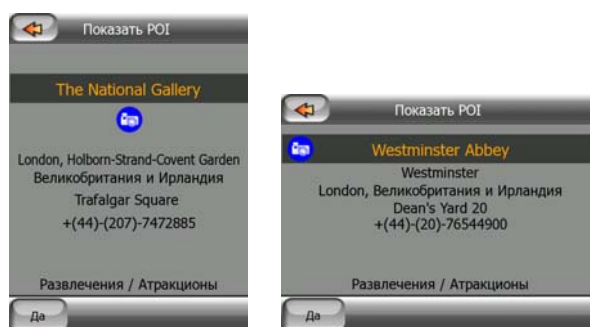 Показать POI
The National Gallery
London, Holborn-Strand-Covent Garden
Великобритания и Ирландия
Trafalgar Square
+(44)-(207)-7472885
Развлечения / Атракционы
Да
Показать POI
Westminster Abbey
Westminster
London, Великобритания и Ирландия
Dean's Yard 20
+(44)-(20)-76544900
Развлечения / Атракционы
Да